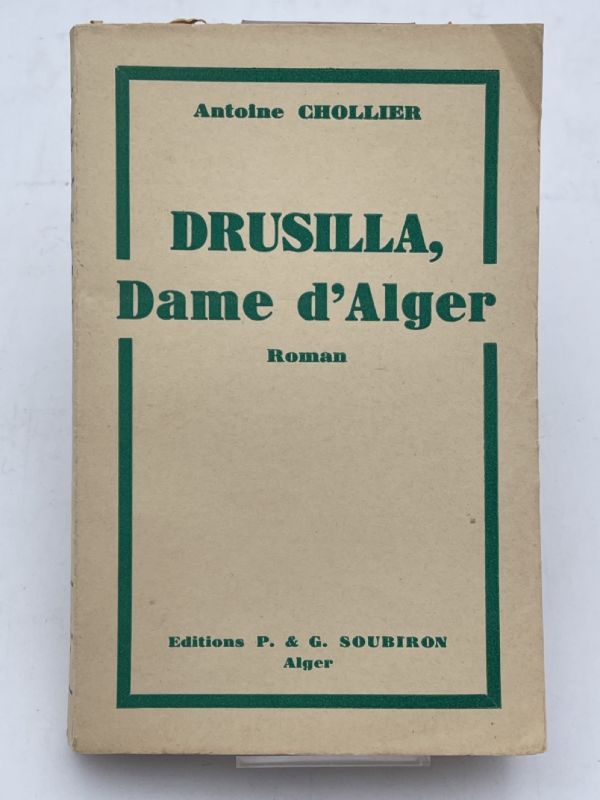 Antoine CHOLLIER
DRUSILLA,
Dame d'Alger
Roman
Editions P. & G. SOUBIRON
Alger